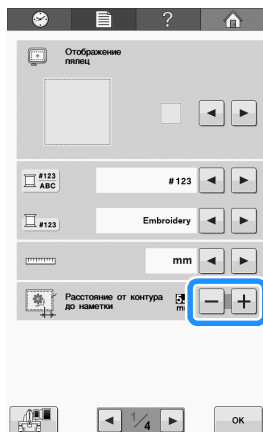 ?
Отображение
пялец
#123
ABC
#123
#123
Embroidery
mm
Расстояние от контура
до наметки
1/4
OK